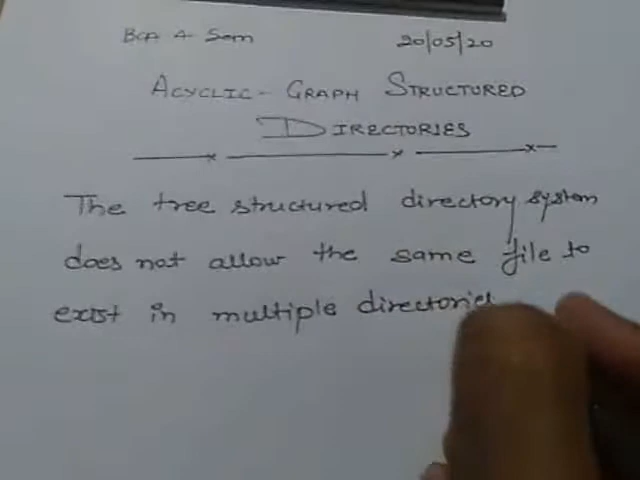 BCA 4- Sem 20/05/20
ACYCLIC- GRAPH STRUCTURED
DIRECTORIES
The tree structured directory system
does not allow the same file to
exist in multiple directories